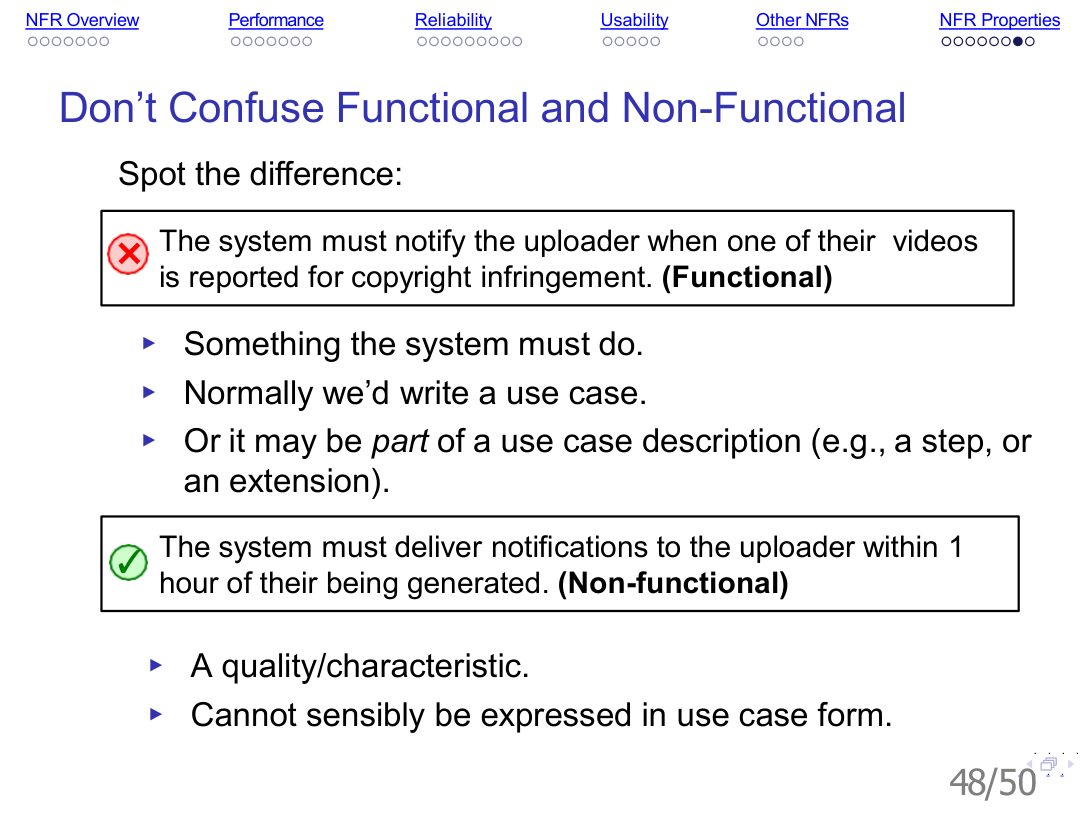 NFR Overview Performance Reliability Usability Other NFRs NFR Properties
Don’t Confuse Functional and Non-Functional
Spot the difference:
The system must notify the uploader when one of their  videos
is reported for copyright infringement. (Functional)
Something the system must do.
Normally we’d write a use case.
Or it may be part of a use case description (e.g., a step, or
an extension).
The system must deliver notifications to the uploader within 1
hour of their being generated. (Non-functional)
A quality/characteristic.
Cannot sensibly be expressed in use case form.
48/50